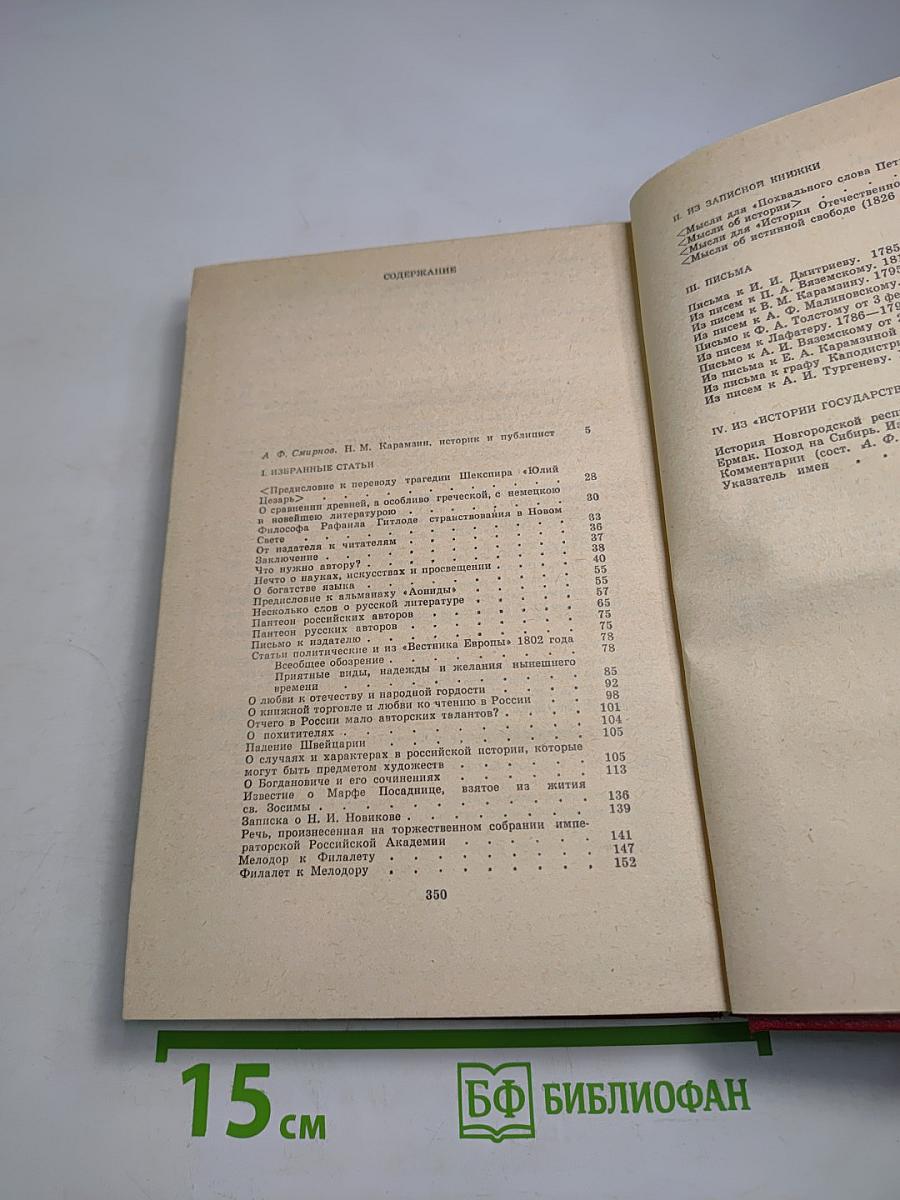 СОДЕРЖАНИЕ
А. Ф. Смирнов. Н. М. Карамзин, историк и публицист 5
I. ИЗБРАННЫЕ СТАТЬИ
<Предисловие к переводу трагедии Шекспира «Юлий
Цезарь> . . . . . . . . . . . 28
О сравнении древней, а особливо греческой, с немецкою
и новейшею литературою . . . . . . . 30
Философа Рафаила Гитлоде странствования в Новом
Свете . . . . . . . . . . . 33
От издателя к читателям . . . . . . . 36
Заключение . . . . . . . . . . 37
Что нужно автору? . . . . . . . . . 38
Нечто о науках, искусствах и просвещении . . . . 40
О богатстве языка . . . . . . . . . 55
Предисловие к альманаху «Аониды» . . . . . 55
Несколько слов о русской литературе . . . . . 57
Пантеон российских авторов . . . . . . . 65
Пантеон русских авторов . . . . . . . 75
Письмо к издателю . . . . . . . . . 75
Статьи политические и из «Вестника Европы» 1802 года 78
Всеобщее обозрение . . . . . . . . 78
Приятные виды, надежды и желания нынешнего
времени . . . . . . . . . . 85
О любви к отечеству и народной гордости . . . . 92
О книжной торговле и любви ко чтению в России . . 98
Отчего в России мало авторских талантов? . . . . 101
О похитителях . . . . . . . . . . 104
Падение Швейцарии . . . . . . . . . 105
О случаях и характерах в российской истории, которые
могут быть предметом художеств . . . . . . 105
О Богдановиче и его сочинениях . . . . . . 113
Известие о Марфе Посаднице, взятое из жития
св. Зосимы . . . . . . . . . . . 136
Записка о Н. И. Новикове . . . . . . . . 139
Речь, произнесенная на торжественном собрании импе-
раторской Российской Академии . . . . . . 141
Мелодор к Филалету . . . . . . . . . 147
Филалет к Мелодору . . . . . . . . . 152
350
II. ИЗ ЗАПИСНОЙ КНИЖКИ
<Мысли для «Похвального слова Пет
<Мысли об истории> . . . .
<Мысли для «Истории Отечественно
<Мысли об истинной свободе (1826
III. ПИСЬМА
Письма к И. И. Дмитриеву. 1785
Из писем к П. А. Вяземскому. 181
Из писем к В. М. Карамзину. 1795
Из писем к А. Ф. Малиновскому.
Письмо к Ф. А. Толстому от 3 фе
Из писем к Лафатеру. 1786—179
Письмо к А. И. Вяземскому от 2
Из письма к Е. А. Карамзиной
Из письма к графу Каподистри
Из писем к А. И. Тургеневу.
IV. ИЗ «ИСТОРИИ ГОСУДАРСТВ
История Новгородской респ
Ермак. Поход на Сибирь. Из
Комментарии (сост. А. Ф.
Указатель имен . .
15 см
БФ БИБЛИОФАН